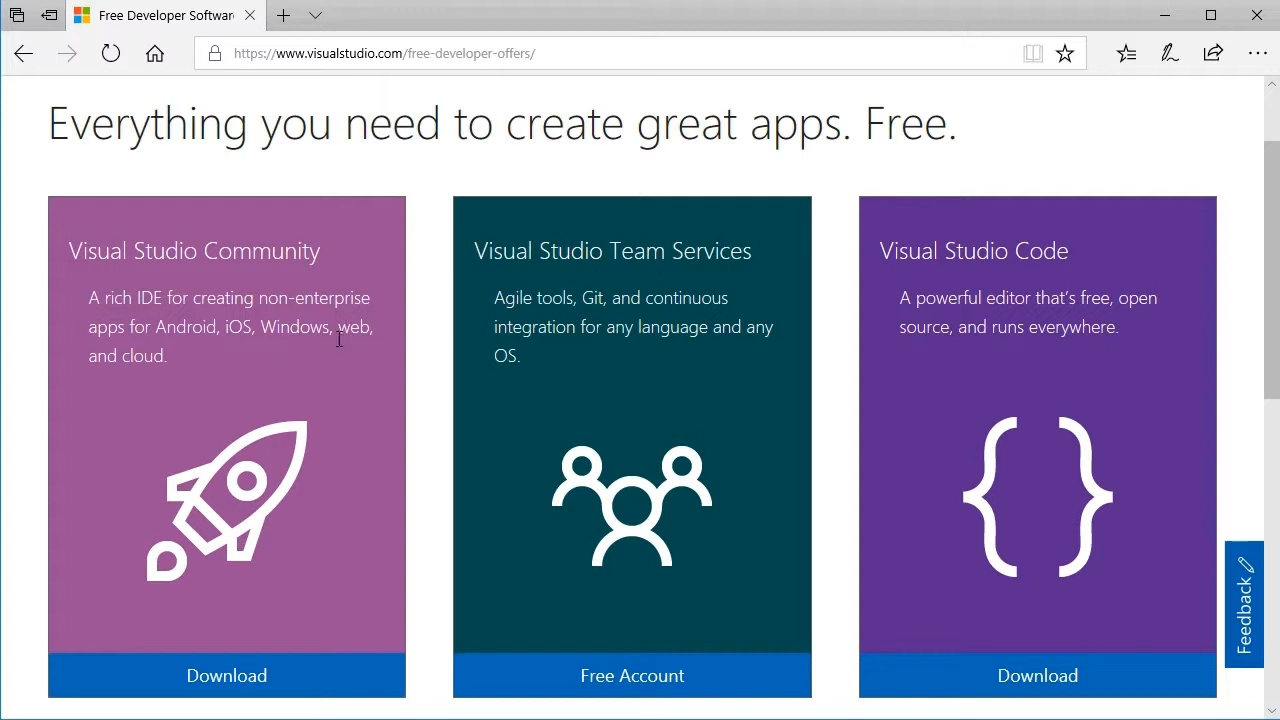 Free Developer Softwar
https://www.visualstudio.com/free-developer-offers/
Everything you need to create great apps. Free.
Visual Studio Community
A rich IDE for creating non-enterprise
apps for Android, iOS, Windows, web,
and cloud.
Download
Visual Studio Team Services
Agile tools, Git, and continuous
integration for any language and any
OS.
Free Account
Visual Studio Code
A powerful editor that's free, open
source, and runs everywhere.
Download
Feedback